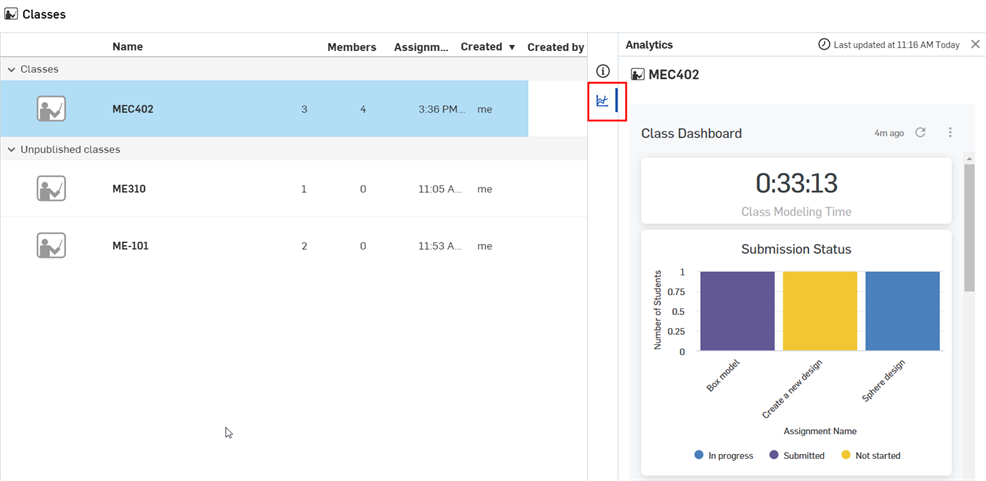 Classes
Name Members Assignm... Created ▼ Created by
Classes
MEC402 3 4 3:36 PM... me
Unpublished classes
ME310 1 0 11:05 A... me
ME-101 2 0 11:53 A... me
Analytics Last updated at 11:16 AM Today
MEC402
Class Dashboard 4m ago
0:33:13
Class Modeling Time
Submission Status
Number of Students
1
0.75
0.5
0.25
0
Box model
Create a new design
Sphere design
Assignment Name
In progress Submitted Not started